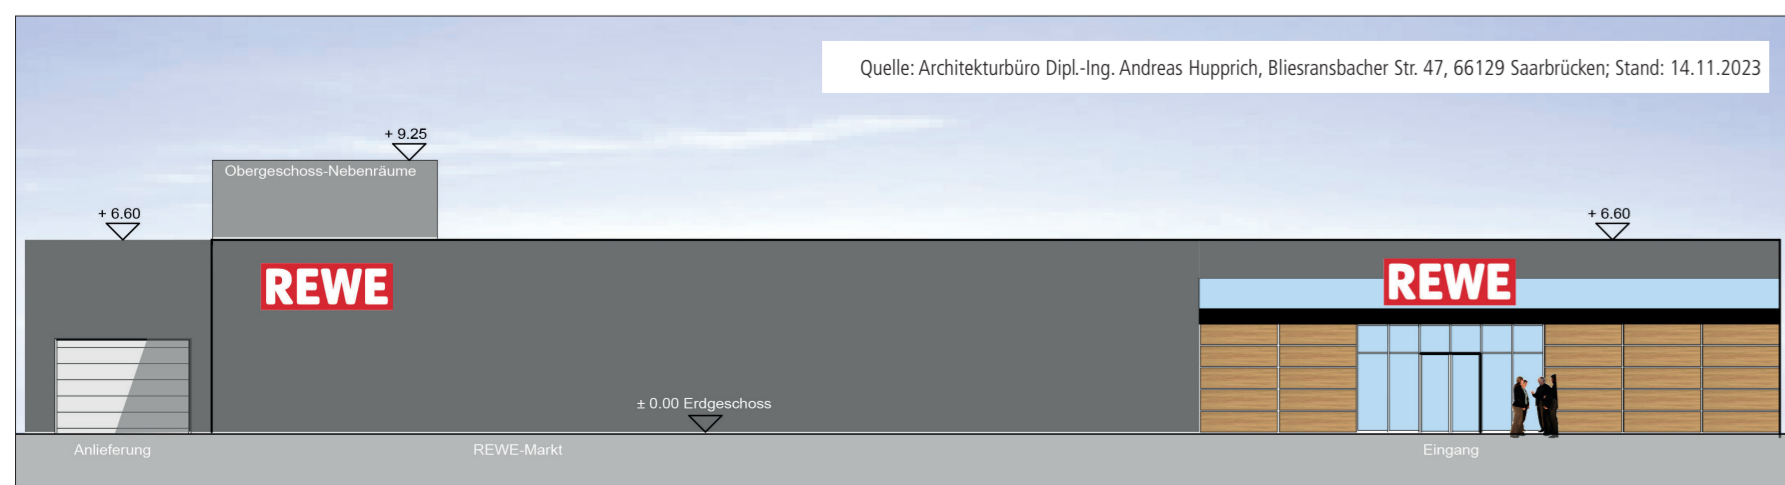 Quelle: Architekturbüro Dipl.-Ing. Andreas Hupprich, Bliesransbacher Str. 47, 66129 Saarbrücken; Stand: 14.11.2023
+ 9.25
Obergeschoss-Nebenräume
+ 6.60
+ 6.60
REWE
REWE
± 0.00 Erdgeschoss
Anlieferung
REWE-Markt
Eingang